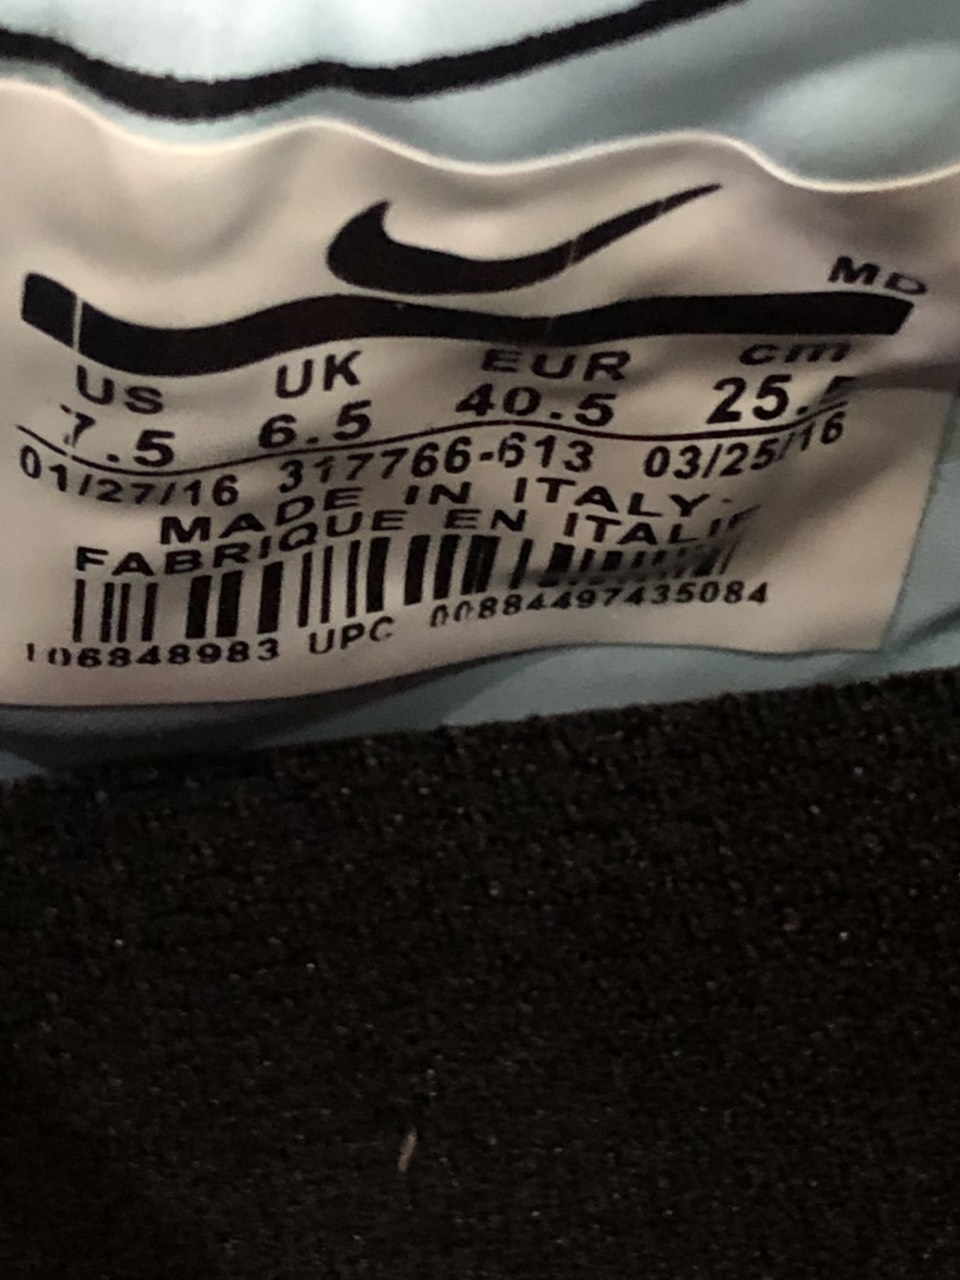 MD
US UK EUR cm
7.5 6.5 40.5 25.5
01/27/16 317766-613 03/25/16
MADE IN ITALY
FABRIQUE EN ITALIE
106848983 UPC 00884497435084